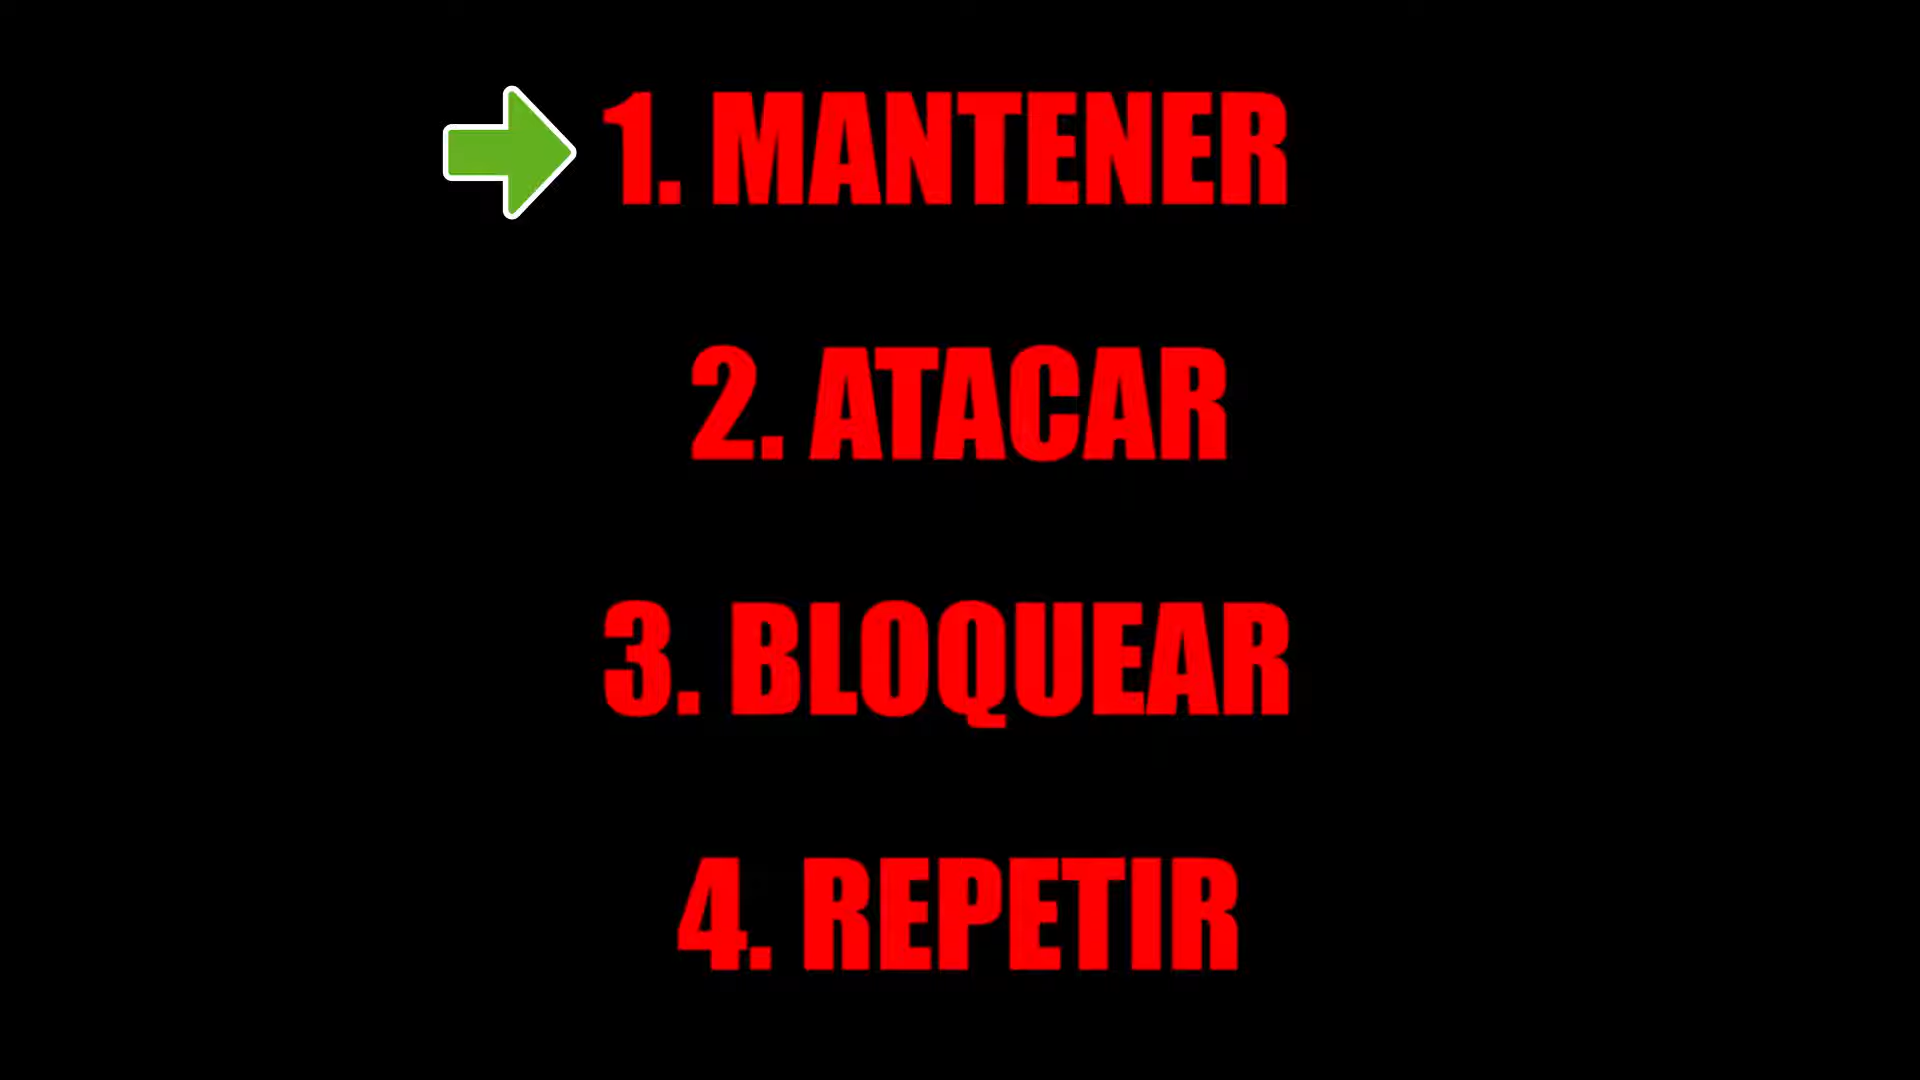 1. MANTENER
2. ATACAR
3. BLOQUEAR
4. REPETIR